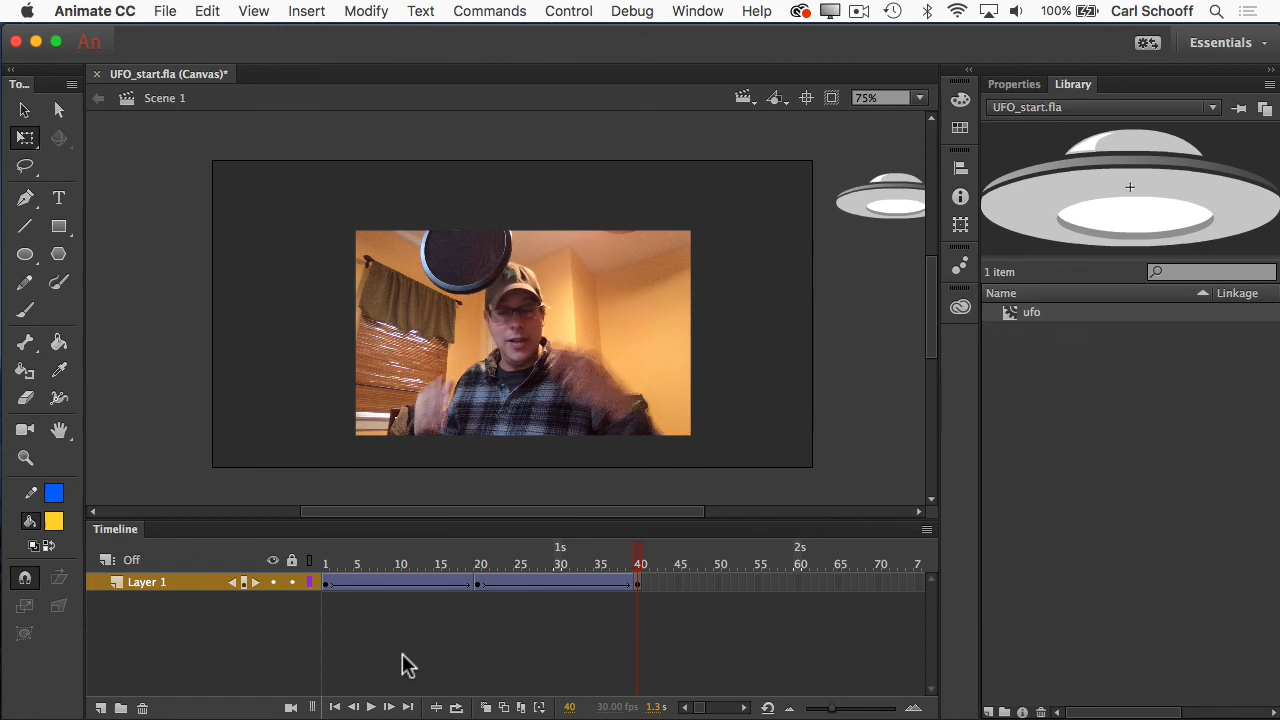 Animate CC File Edit View Insert Modify Text Commands Control Debug Window Help 100% Carl Schooff
An Essentials
To...
UFO_start.fla (Canvas)*
Properties Library
Scene 1
75%
UFO_start.fla
1 item
Name Linkage
ufo
Timeline
1s 2s
Off 1 5 10 15 20 25 30 35 40 45 50 55 60 65 70 7
Layer 1
40 30.00 fps 1.3 s